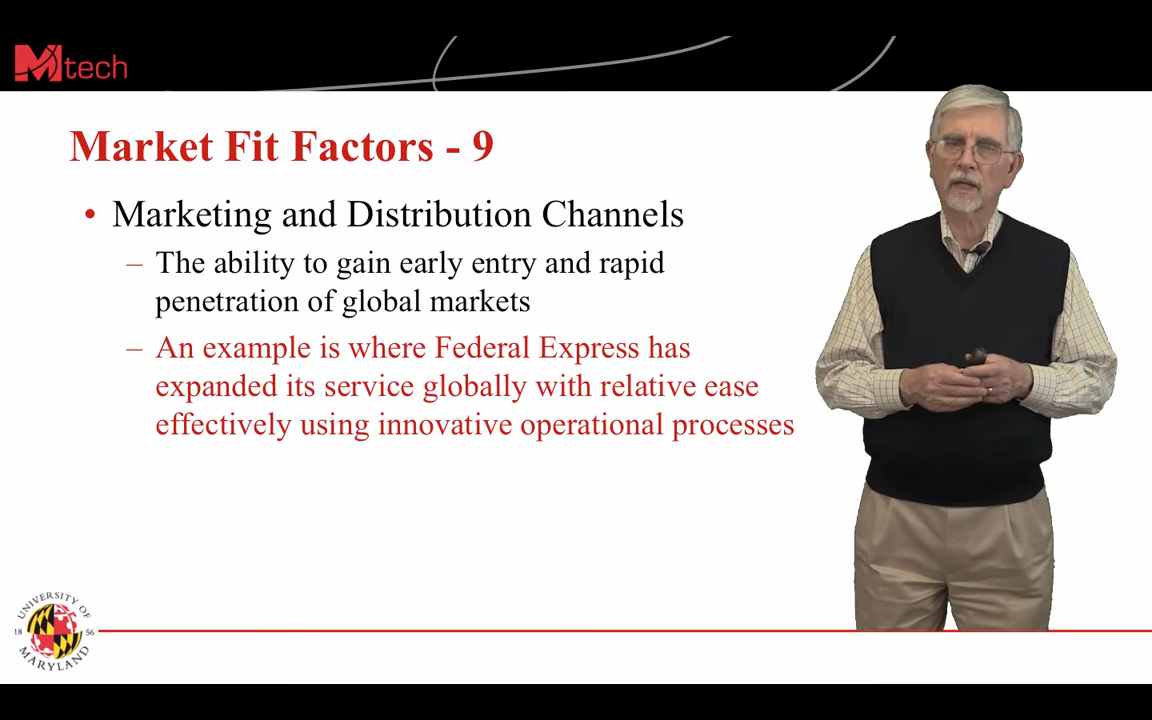 Mtech
Market Fit Factors - 9
• Marketing and Distribution Channels
– The ability to gain early entry and rapid
penetration of global markets
– An example is where Federal Express has
expanded its service globally with relative ease
effectively using innovative operational processes
UNIVERSITY OF
18 56
MARYLAND